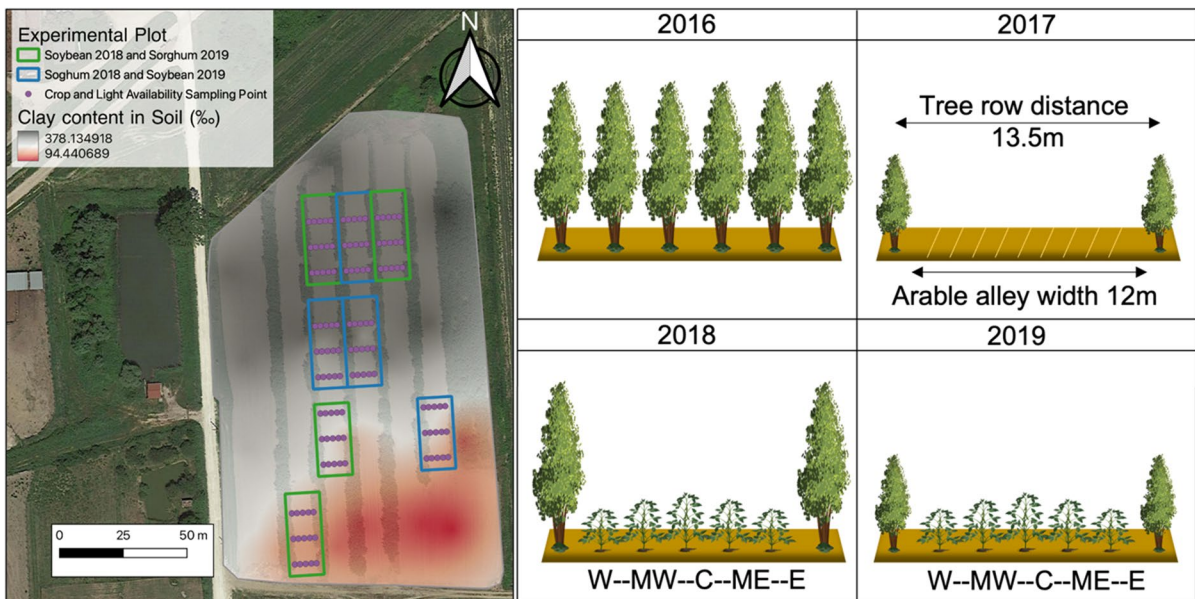 Experimental Plot
Soybean 2018 and Sorghum 2019
Soghum 2018 and Soybean 2019
Crop and Light Availability Sampling Point
Clay content in Soil (‰)
378.134918
94.440689
N
0 25 50 m
2016
2017
Tree row distance
13.5m
Arable alley width 12m
2018
2019
W--MW--C--ME--E
W--MW--C--ME--E